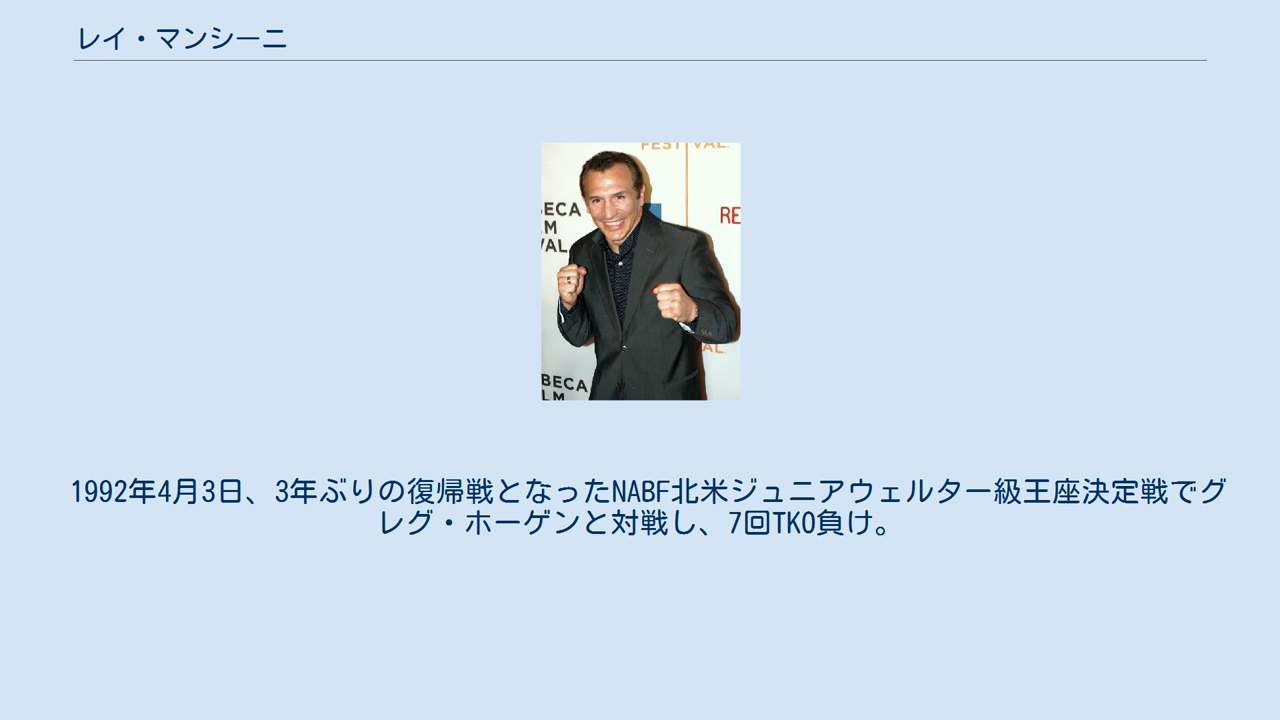 レイ・マンシーニ
FESTIVAL.
BECA
LM
VAL
RE
AL.
BECA
LM
1992年4月3日、3年ぶりの復帰戦となったNABF北米ジュニアウェルター級王座決定戦でグ
レグ・ホーゲンと対戦し、7回TKO負け。